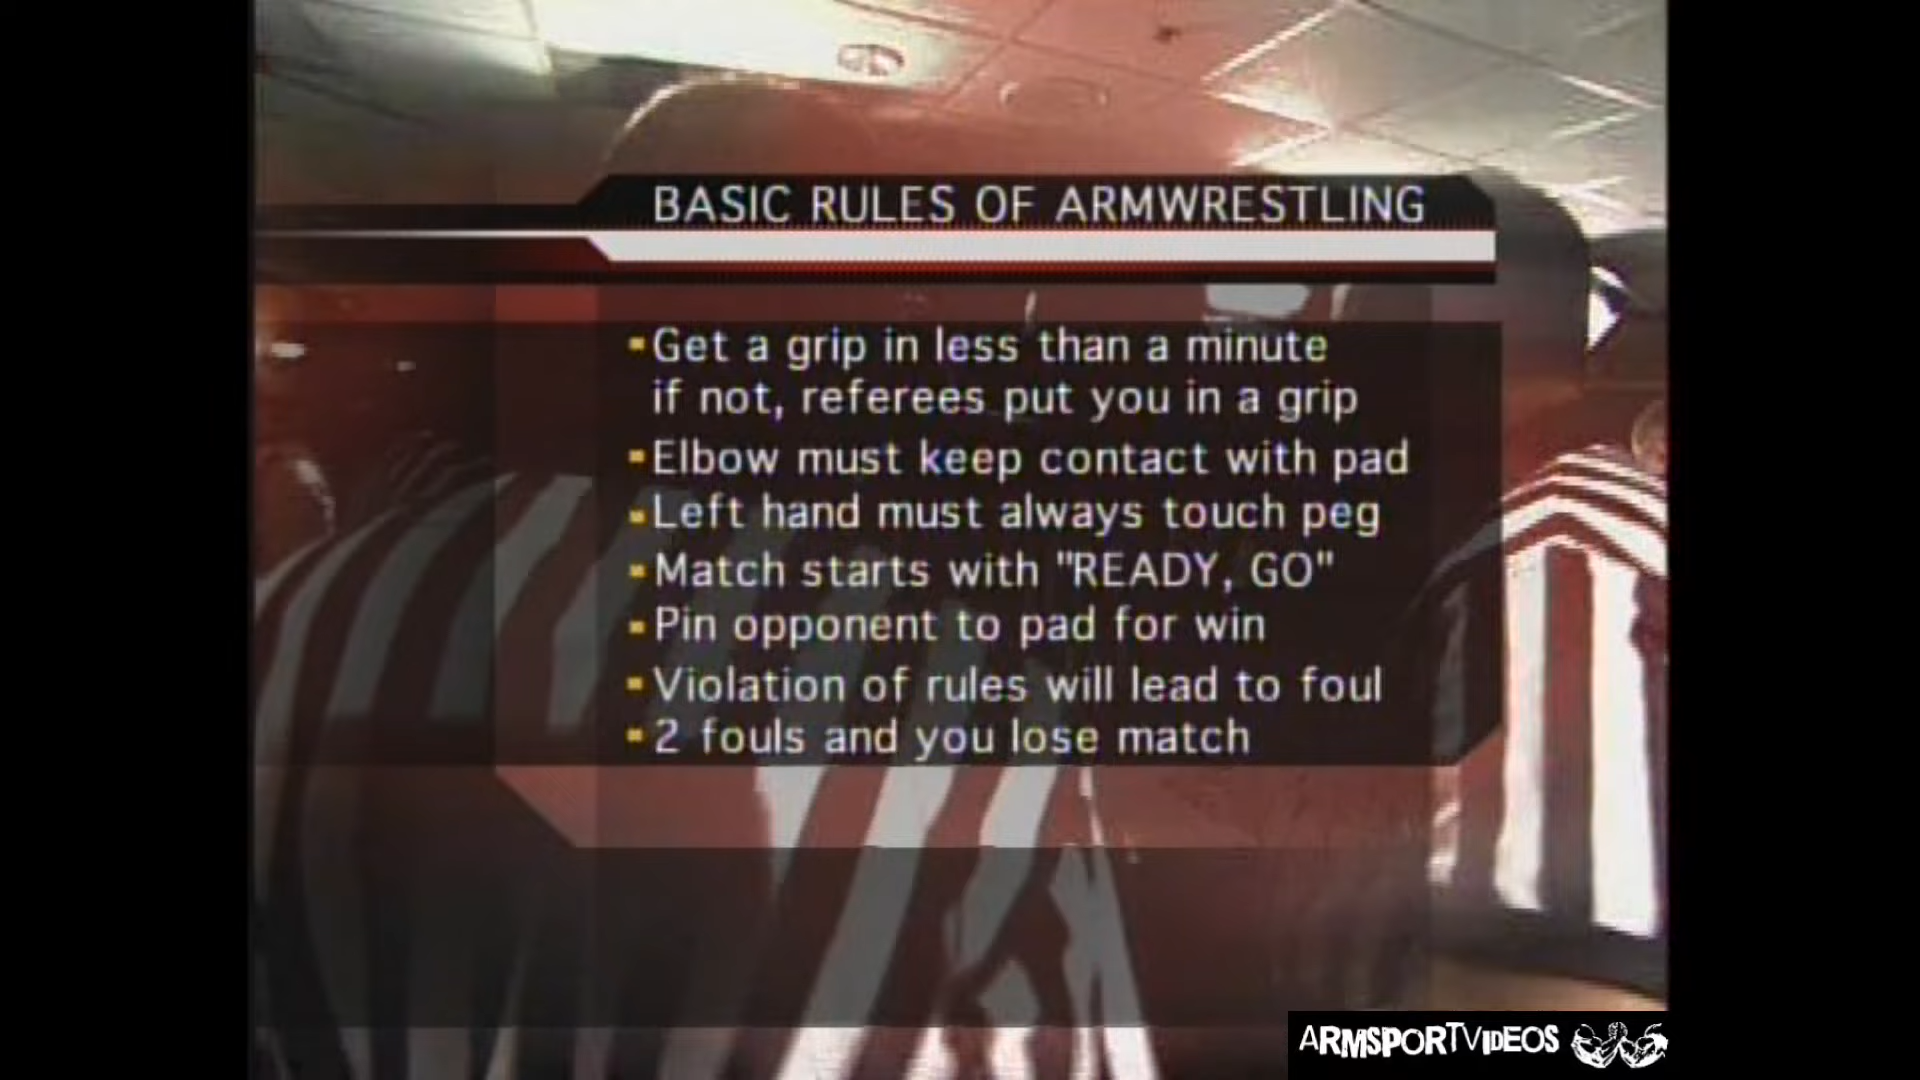 BASIC RULES OF ARMWRESTLING
Get a grip in less than a minute
if not, referees put you in a grip
Elbow must keep contact with pad
Left hand must always touch peg
Match starts with "READY, GO"
Pin opponent to pad for win
Violation of rules will lead to foul
2 fouls and you lose match
ARMSPORTVIDEOS